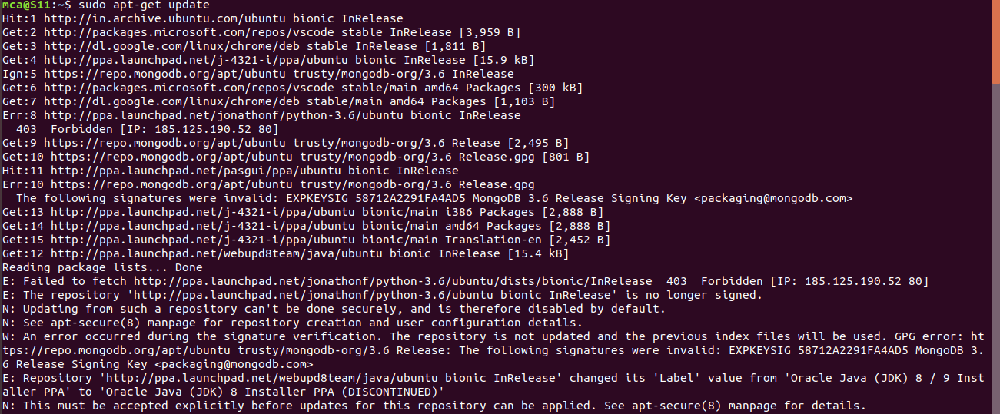 mca@S11:~$ sudo apt-get update
Hit:1 http://in.archive.ubuntu.com/ubuntu bionic InRelease
Get:2 http://packages.microsoft.com/repos/vscode stable InRelease [3,959 B]
Get:3 http://dl.google.com/linux/chrome/deb stable InRelease [1,811 B]
Get:4 http://ppa.launchpad.net/j-4321-i/ppa/ubuntu bionic InRelease [15.9 kB]
Ign:5 https://repo.mongodb.org/apt/ubuntu trusty/mongodb-org/3.6 InRelease
Get:6 http://packages.microsoft.com/repos/vscode stable/main amd64 Packages [300 kB]
Get:7 http://dl.google.com/linux/chrome/deb stable/main amd64 Packages [1,103 B]
Err:8 http://ppa.launchpad.net/jonathonf/python-3.6/ubuntu bionic InRelease
  403  Forbidden [IP: 185.125.190.52 80]
Get:9 https://repo.mongodb.org/apt/ubuntu trusty/mongodb-org/3.6 Release [2,495 B]
Get:10 https://repo.mongodb.org/apt/ubuntu trusty/mongodb-org/3.6 Release.gpg [801 B]
Hit:11 http://ppa.launchpad.net/pasgui/ppa/ubuntu bionic InRelease
Err:10 https://repo.mongodb.org/apt/ubuntu trusty/mongodb-org/3.6 Release.gpg
  The following signatures were invalid: EXPKEYSIG 58712A2291FA4AD5 MongoDB 3.6 Release Signing Key <packaging@mongodb.com>
Get:13 http://ppa.launchpad.net/j-4321-i/ppa/ubuntu bionic/main i386 Packages [2,888 B]
Get:14 http://ppa.launchpad.net/j-4321-i/ppa/ubuntu bionic/main amd64 Packages [2,888 B]
Get:15 http://ppa.launchpad.net/j-4321-i/ppa/ubuntu bionic/main Translation-en [2,452 B]
Get:12 http://ppa.launchpad.net/webupd8team/java/ubuntu bionic InRelease [15.4 kB]
Reading package lists... Done
E: Failed to fetch http://ppa.launchpad.net/jonathonf/python-3.6/ubuntu/dists/bionic/InRelease  403  Forbidden [IP: 185.125.190.52 80]
E: The repository 'http://ppa.launchpad.net/jonathonf/python-3.6/ubuntu bionic InRelease' is no longer signed.
N: Updating from such a repository can't be done securely, and is therefore disabled by default.
N: See apt-secure(8) manpage for repository creation and user configuration details.
W: An error occurred during the signature verification. The repository is not updated and the previous index files will be used. GPG error: ht
tps://repo.mongodb.org/apt/ubuntu trusty/mongodb-org/3.6 Release: The following signatures were invalid: EXPKEYSIG 58712A2291FA4AD5 MongoDB 3.
6 Release Signing Key <packaging@mongodb.com>
E: Repository 'http://ppa.launchpad.net/webupd8team/java/ubuntu bionic InRelease' changed its 'Label' value from 'Oracle Java (JDK) 8 / 9 Inst
aller PPA' to 'Oracle Java (JDK) 8 Installer PPA (DISCONTINUED)'
N: This must be accepted explicitly before updates for this repository can be applied. See apt-secure(8) manpage for details.